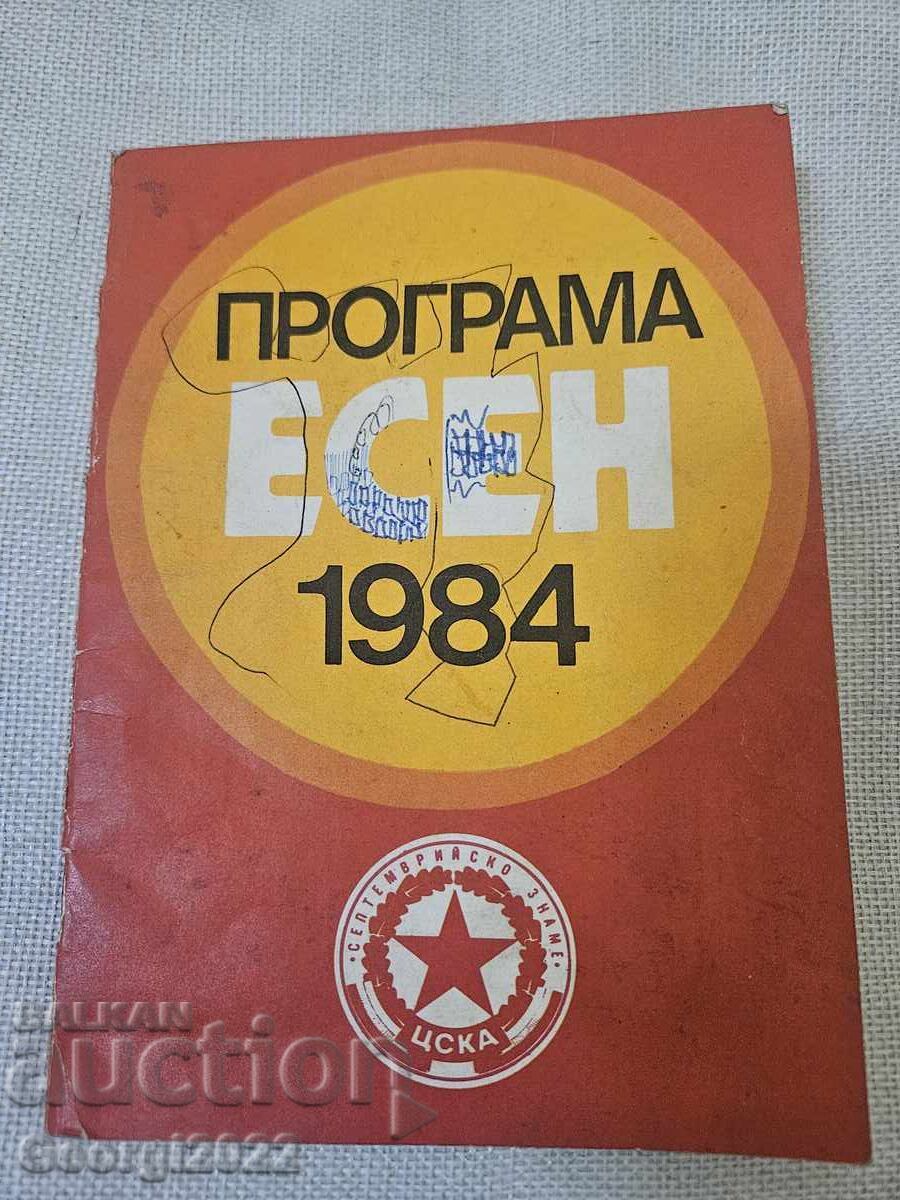 ПРОГРАМА
ЕСЕН
1984
• СЕПТЕМВРИЙСКО ЗНАМЕ •
ЦСКА
BALKAN
auction
Georgi2022